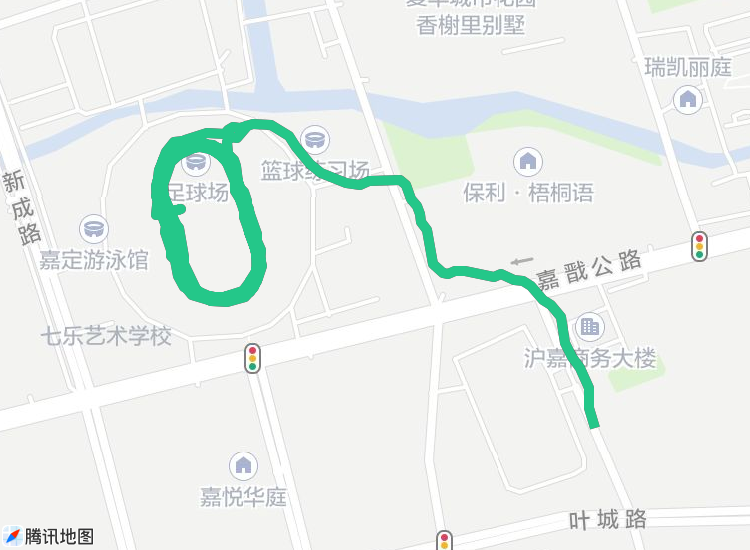 香榭里别墅
瑞凯丽庭
篮球练习场
足球场
保利·梧桐语
新成路
嘉定游泳馆
嘉戬公路
七乐艺术学校
沪嘉商务大楼
嘉悦华庭
叶城路
腾讯地图